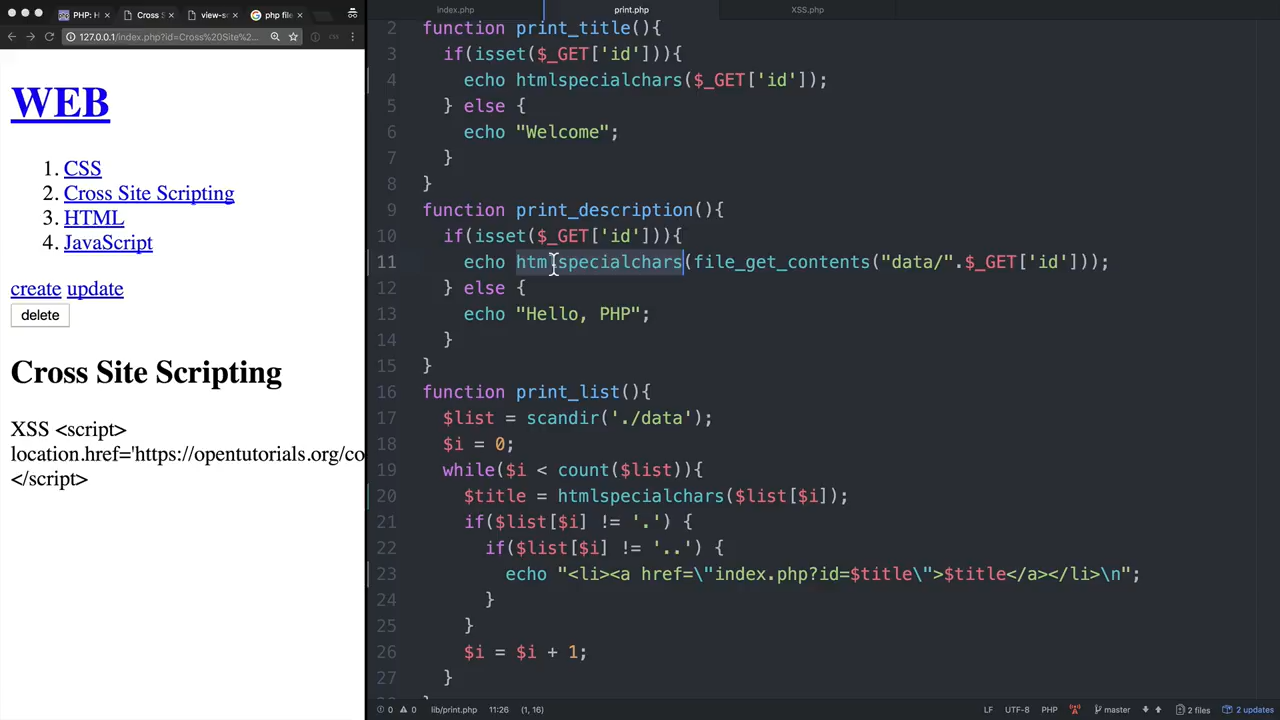 PHP: H
Cross S
view-s
php file
127.0.0.1/index.php?id=Cross%20Site%2...
WEB
1. CSS
2. Cross Site Scripting
3. HTML
4. JavaScript
create update
delete
Cross Site Scripting
XSS <script>
location.href='https://opentutorials.org/co
</script>
index.php
print.php
XSS.php
2 function print_title(){
3 if(isset($_GET['id'])){
4 echo htmlspecialchars($_GET['id']);
5 } else {
6 echo "Welcome";
7 }
8 }
9 function print_description(){
10 if(isset($_GET['id'])){
11 echo htmlspecialchars(file_get_contents("data/".$_GET['id']));
12 } else {
13 echo "Hello, PHP";
14 }
15 }
16 function print_list(){
17 $list = scandir('./data');
18 $i = 0;
19 while($i < count($list)){
20 $title = htmlspecialchars($list[$i]);
21 if($list[$i] != '.') {
22 if($list[$i] != '..') {
23 echo "<li><a href=\"index.php?id=$title\">$title</a></li>\n";
24 }
25 }
26 $i = $i + 1;
27 }
0 0 lib/print.php 11:26 (1, 16)
LF UTF-8 PHP master 2 files 2 updates